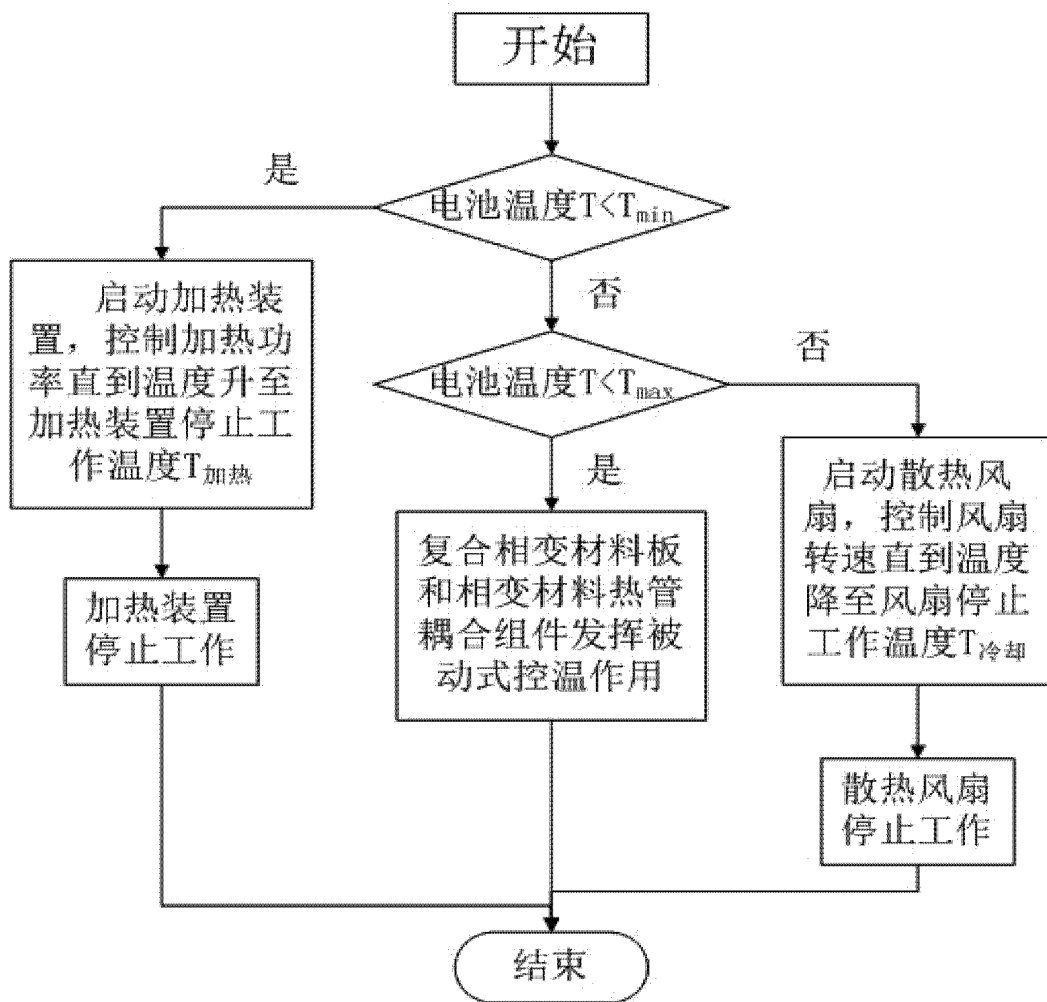 开始
是
电池温度T<Tmin
否
启动加热装
置，控制加热功
率直到温度升至
加热装置停止工
作温度T加热
否
电池温度T<Tmax
是
启动散热风
扇，控制风扇
转速直到温度
降至风扇停止
工作温度T冷却
复合相变材料板
和相变材料热管
耦合组件发挥被
动式控温作用
加热装置
停止工作
散热风扇
停止工作
结束